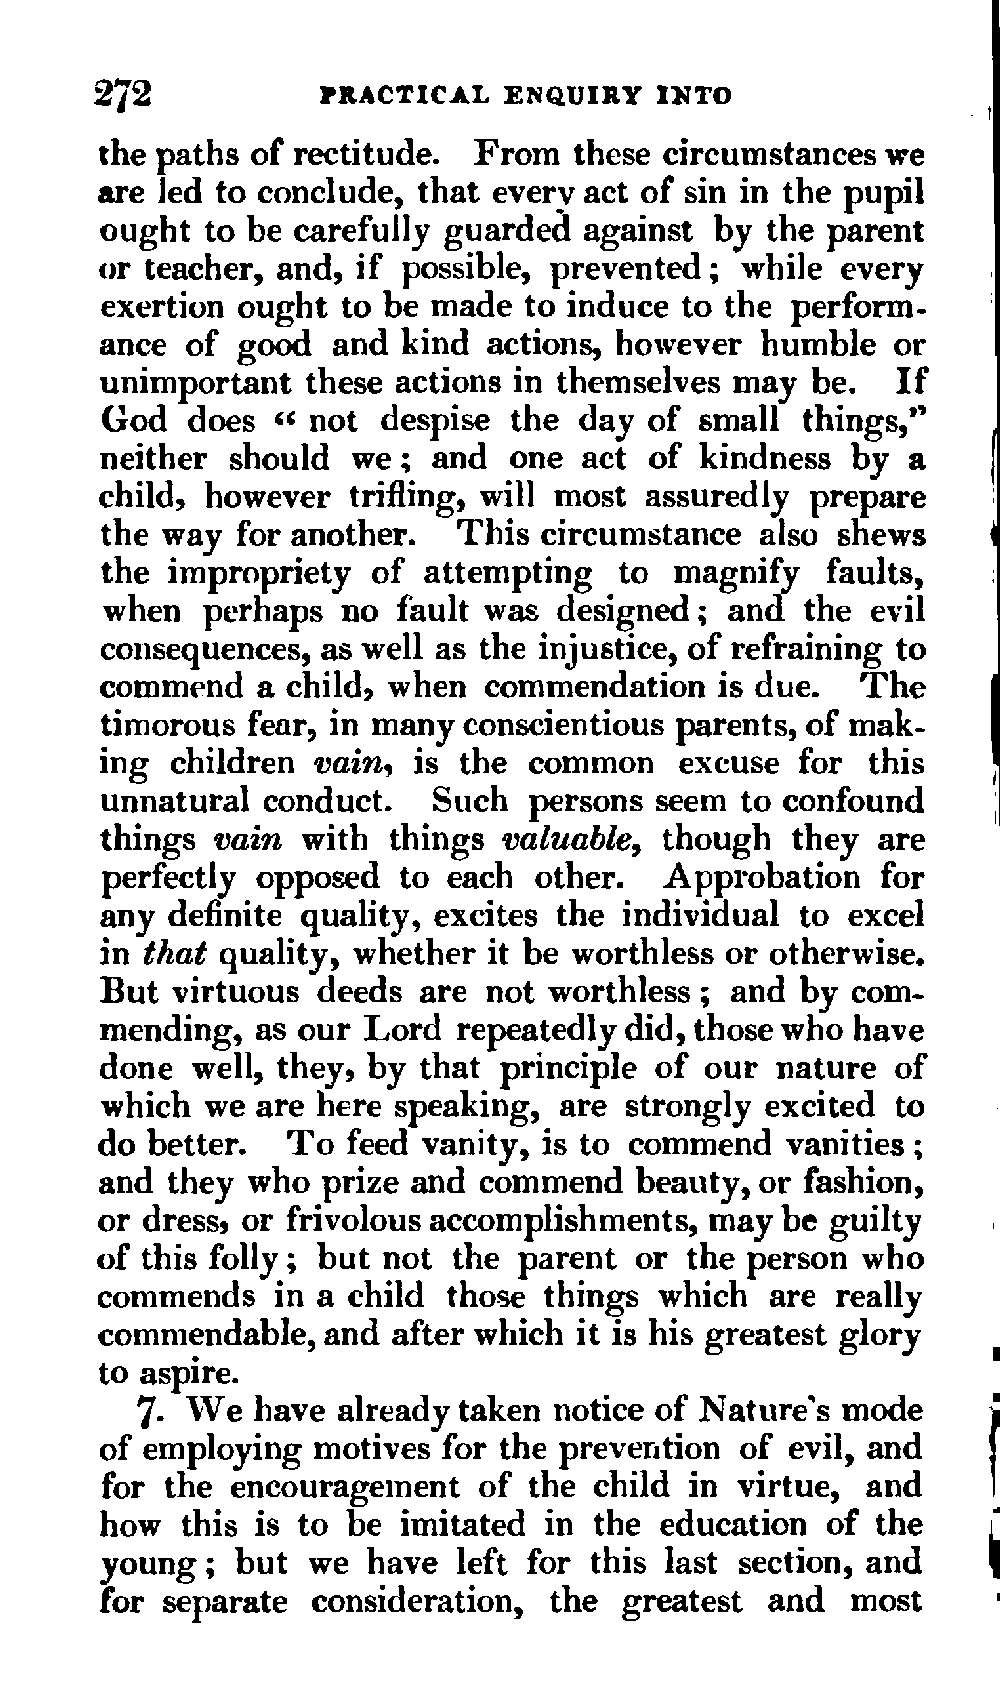 272 PRACTICAL ENQUIRY INTO
the paths of rectitude. From these circumstances we
are led to conclude, that every act of sin in the pupil
ought to be carefully guarded against by the parent
or teacher, and, if possible, prevented; while every
exertion ought to be made to induce to the perform-
ance of good and kind actions, however humble or
unimportant these actions in themselves may be. If
God does “ not despise the day of small things,”
neither should we; and one act of kindness by a
child, however trifling, will most assuredly prepare
the way for another. This circumstance also shews
the impropriety of attempting to magnify faults,
when perhaps no fault was designed; and the evil
consequences, as well as the injustice, of refraining to
commend a child, when commendation is due. The
timorous fear, in many conscientious parents, of mak-
ing children vain, is the common excuse for this
unnatural conduct. Such persons seem to confound
things vain with things valuable, though they are
perfectly opposed to each other. Approbation for
any definite quality, excites the individual to excel
in that quality, whether it be worthless or otherwise.
But virtuous deeds are not worthless; and by com-
mending, as our Lord repeatedly did, those who have
done well, they, by that principle of our nature of
which we are here speaking, are strongly excited to
do better. To feed vanity, is to commend vanities;
and they who prize and commend beauty, or fashion,
or dress, or frivolous accomplishments, may be guilty
of this folly; but not the parent or the person who
commends in a child those things which are really
commendable, and after which it is his greatest glory
to aspire.
7. We have already taken notice of Nature's mode
of employing motives for the prevention of evil, and
for the encouragement of the child in virtue, and
how this is to be imitated in the education of the
young; but we have left for this last section, and
for separate consideration, the greatest and most